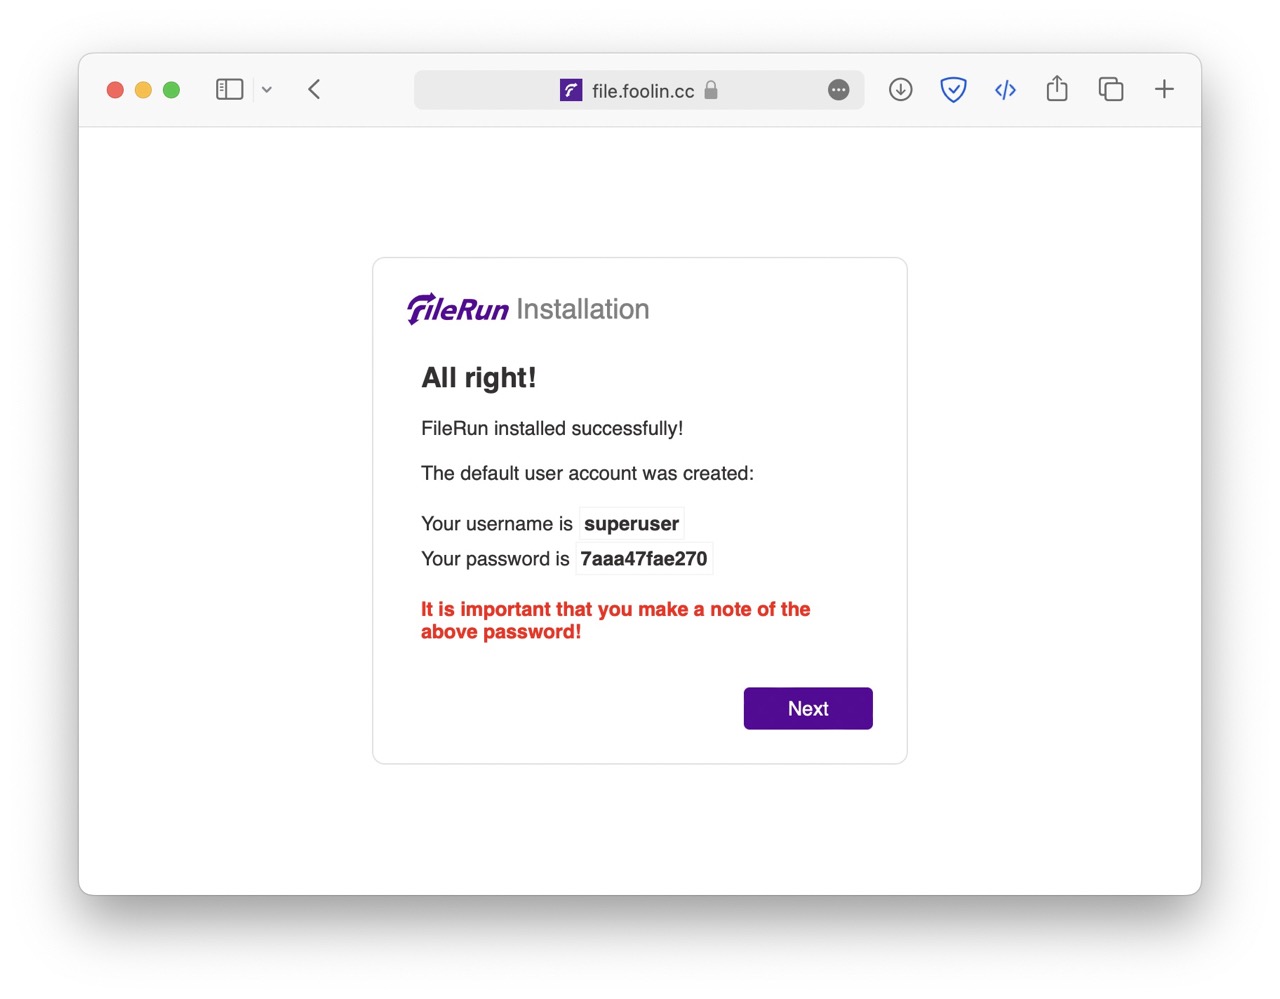 file.foolin.cc
FileRun Installation
All right!
FileRun installed successfully!
The default user account was created:
Your username is superuser
Your password is 7aaa47fae270
It is important that you make a note of the
above password!
Next